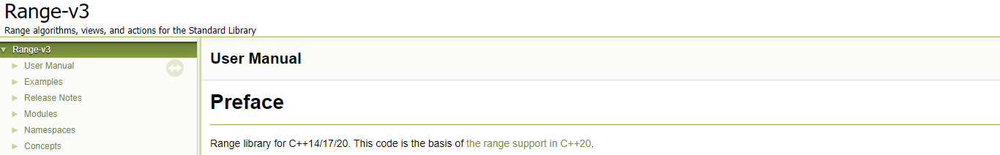 Range-v3
Range algorithms, views, and actions for the Standard Library
Range-v3
User Manual
Examples
Release Notes
Modules
Namespaces
Concepts
User Manual
Preface
Range library for C++14/17/20. This code is the basis of the range support in C++20.